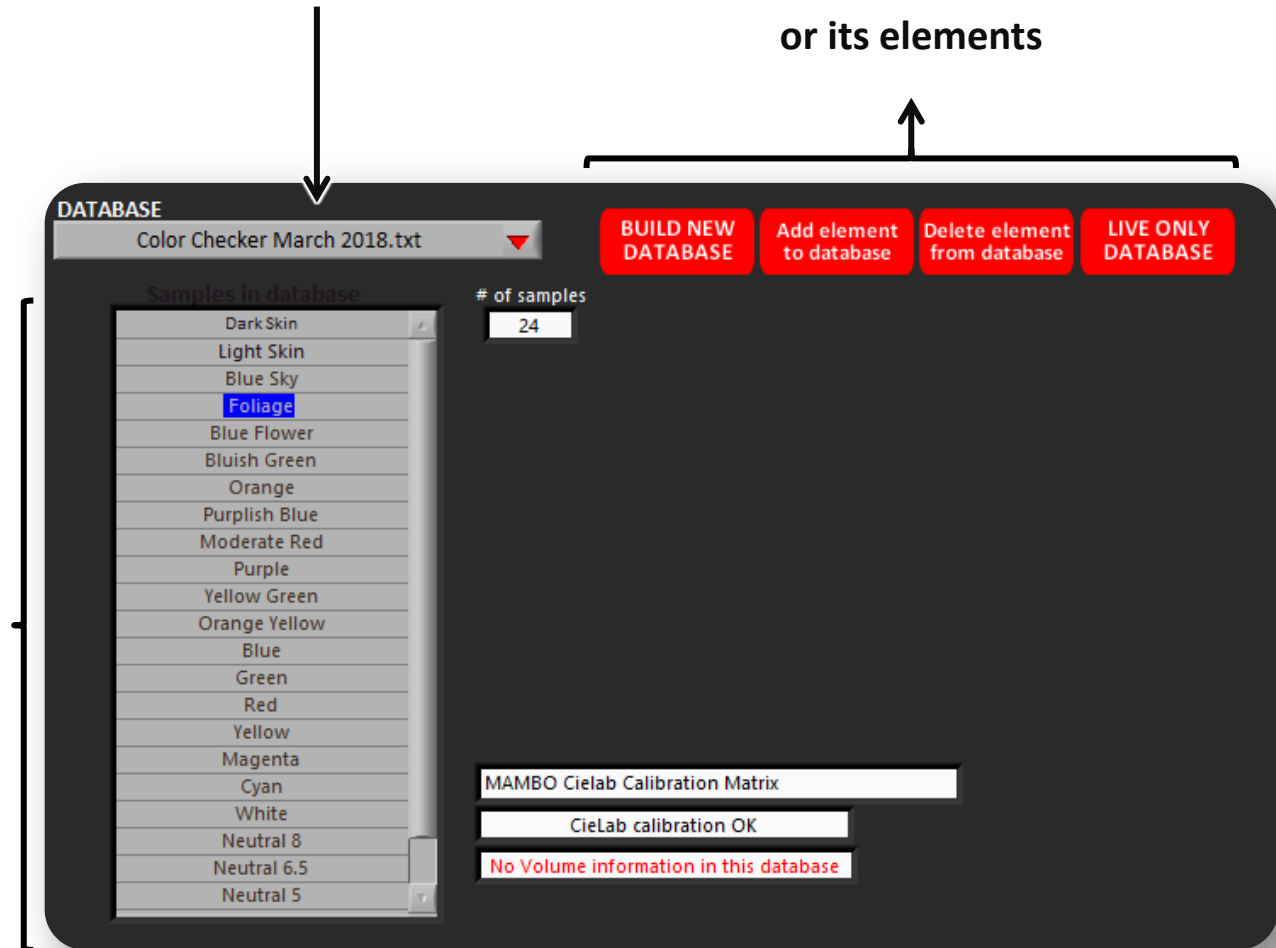 or its elements
DATABASE
Color Checker March 2018.txt
BUILD NEW
DATABASE
Add element
to database
Delete element
from database
LIVE ONLY
DATABASE
Samples in database
# of samples
24
Dark Skin
Light Skin
Blue Sky
Foliage
Blue Flower
Bluish Green
Orange
Purplish Blue
Moderate Red
Purple
Yellow Green
Orange Yellow
Blue
Green
Red
Yellow
Magenta
Cyan
White
Neutral 8
Neutral 6.5
Neutral 5
MAMBO Cielab Calibration Matrix
CieLab calibration OK
No Volume information in this database